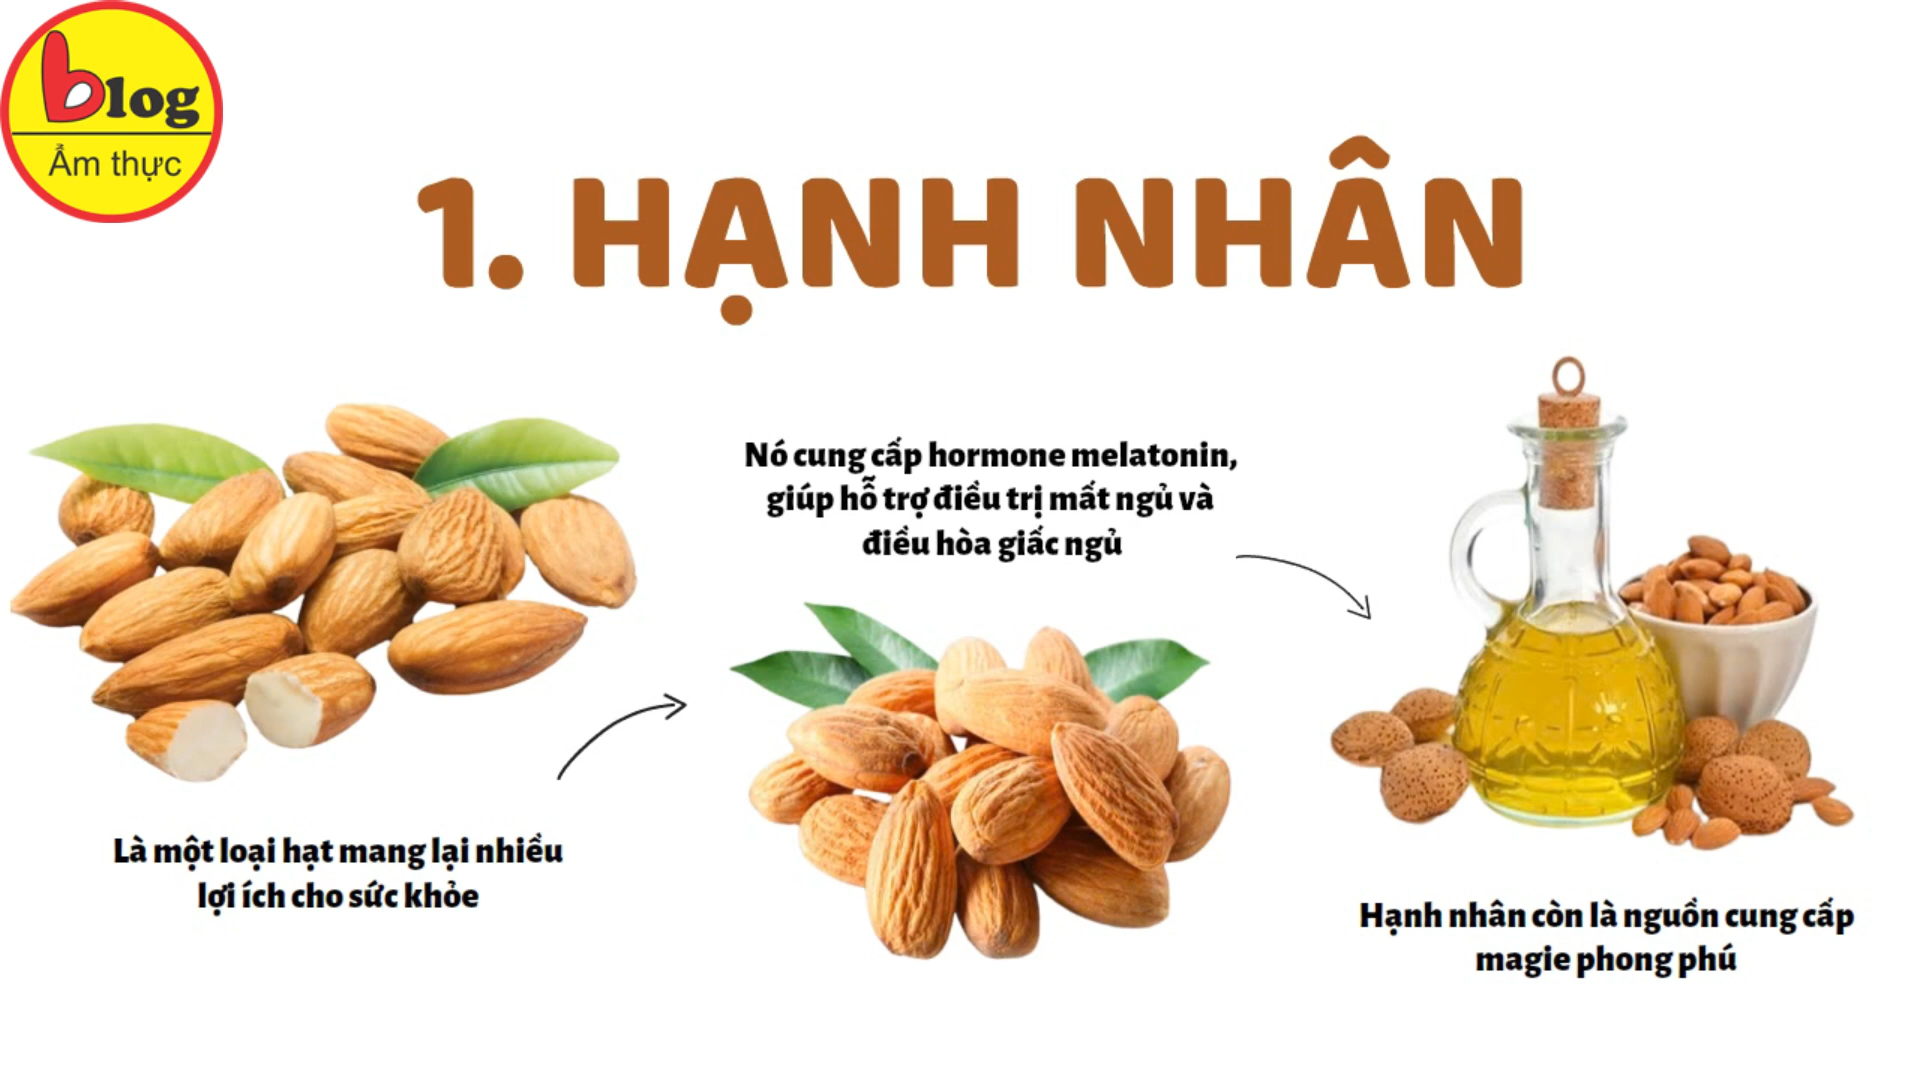 blog
Ẩm thực
1. HẠNH NHÂN
Nó cung cấp hormone melatonin,
giúp hỗ trợ điều trị mất ngủ và
điều hòa giấc ngủ
Là một loại hạt mang lại nhiều
lợi ích cho sức khỏe
Hạnh nhân còn là nguồn cung cấp
magie phong phú